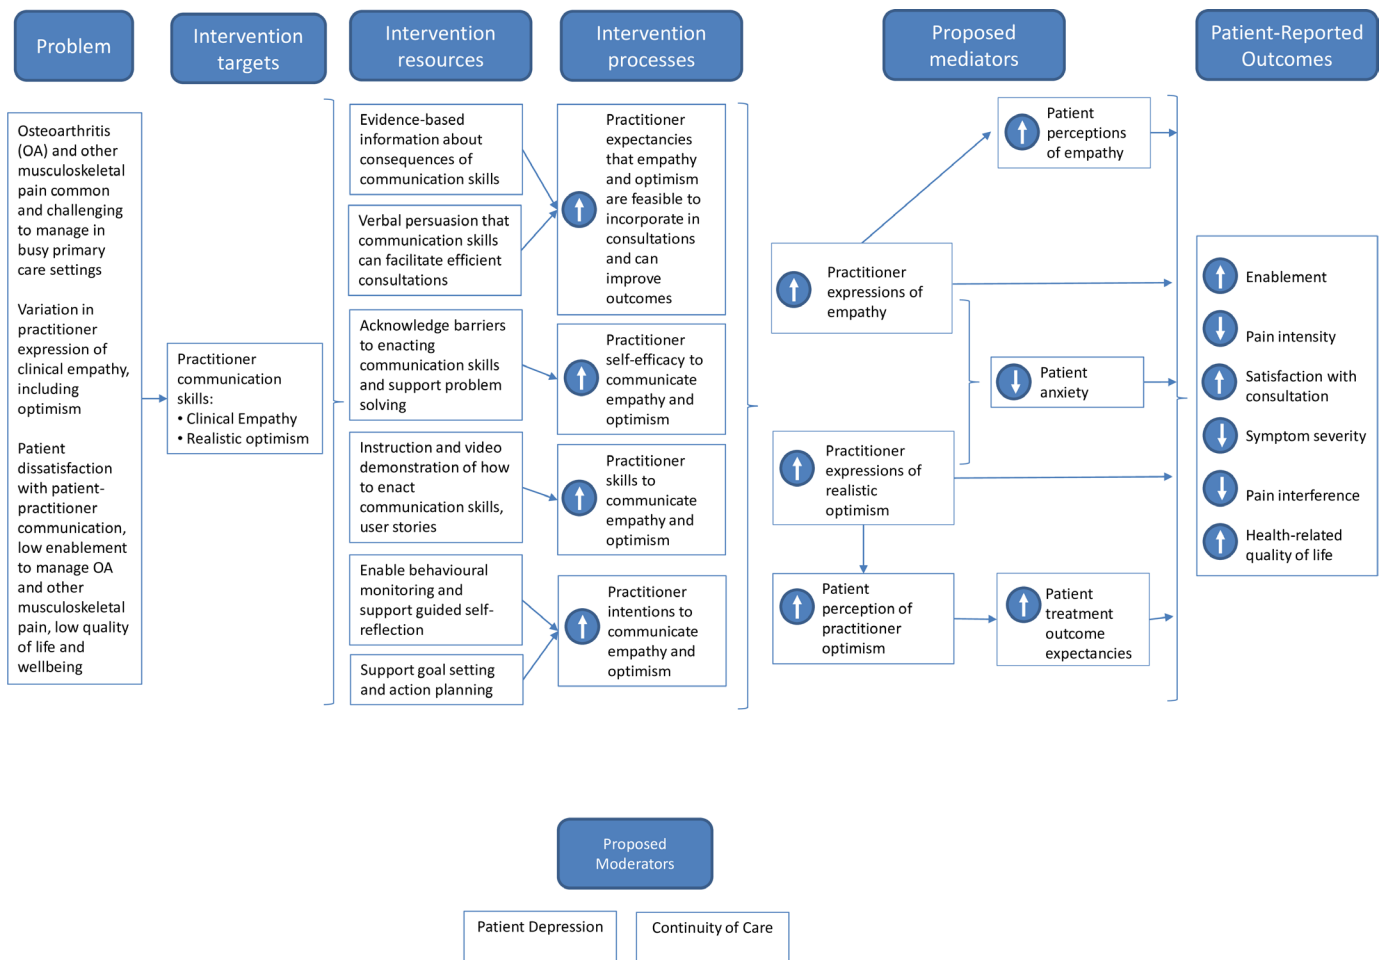 Problem
Intervention
targets
Intervention
resources
Intervention
processes
Proposed
mediators
Patient-Reported
Outcomes
Osteoarthritis
(OA) and other
musculoskeletal
pain common
and challenging
to manage in
busy primary
care settings
Variation in
practitioner
expression of
clinical empathy,
including
optimism
Patient
dissatisfaction
with patient-
practitioner
communication,
low enablement
to manage OA
and other
musculoskeletal
pain, low quality
of life and
wellbeing
Practitioner
communication
skills:
• Clinical Empathy
• Realistic optimism
Evidence-based
information about
consequences of
communication skills
Verbal persuasion that
communication skills
can facilitate efficient
consultations
Acknowledge barriers
to enacting
communication skills
and support problem
solving
Instruction and video
demonstration of how
to enact
communication skills,
user stories
Enable behavioural
monitoring and
support guided self-
reflection
Support goal setting
and action planning
Practitioner
expectancies
that empathy
and optimism
are feasible to
incorporate in
consultations
and can
improve
outcomes
Practitioner
self-efficacy to
communicate
empathy and
optimism
Practitioner
skills to
communicate
empathy and
optimism
Practitioner
intentions to
communicate
empathy and
optimism
Patient
perceptions
of empathy
Practitioner
expressions of
empathy
Patient
anxiety
Practitioner
expressions of
realistic
optimism
Patient
perception of
practitioner
optimism
Patient
treatment
outcome
expectancies
Enablement
Pain intensity
Satisfaction with
consultation
Symptom severity
Pain interference
Health-related
quality of life
Proposed
Moderators
Patient Depression
Continuity of Care